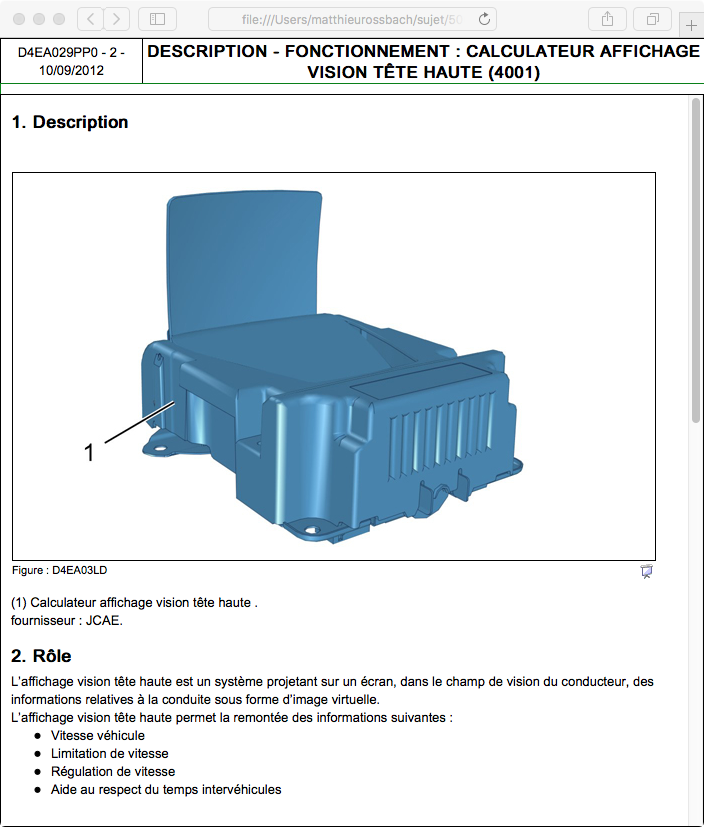 file:///Users/matthieurossbach/sujet/50
D4EA029PP0 - 2 -
10/09/2012
DESCRIPTION - FONCTIONNEMENT : CALCULATEUR AFFICHAGE
VISION TÊTE HAUTE (4001)
1. Description
1
Figure : D4EA03LD
(1) Calculateur affichage vision tête haute .
fournisseur : JCAE.
2. Rôle
L'affichage vision tête haute est un système projetant sur un écran, dans le champ de vision du conducteur, des
informations relatives à la conduite sous forme d'image virtuelle.
L'affichage vision tête haute permet la remontée des informations suivantes :
● Vitesse véhicule
● Limitation de vitesse
● Régulation de vitesse
● Aide au respect du temps intervéhicules